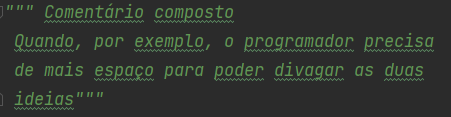 """ Comentário composto
Quando, por exemplo, o programador precisa
de mais espaço para poder divagar as duas
ideias"""